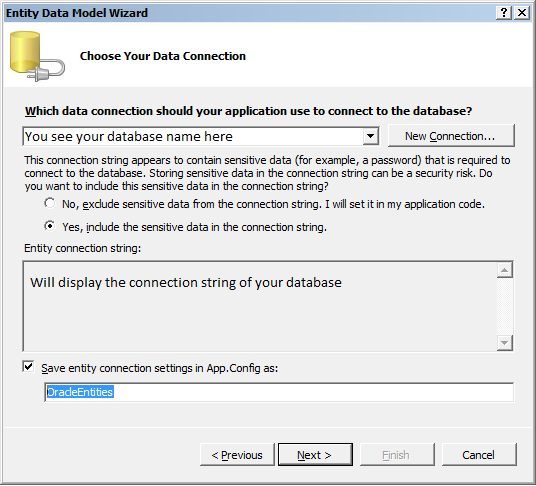 Entity Data Model Wizard
Choose Your Data Connection
Which data connection should your application use to connect to the database?
You see your database name here
New Connection...
This connection string appears to contain sensitive data (for example, a password) that is required to
connect to the database. Storing sensitive data in the connection string can be a security risk. Do
you want to include this sensitive data in the connection string?
No, exclude sensitive data from the connection string. I will set it in my application code.
Yes, include the sensitive data in the connection string.
Entity connection string:
Will display the connection string of your database
Save entity connection settings in App.Config as:
OracleEntities
< Previous
Next >
Finish
Cancel